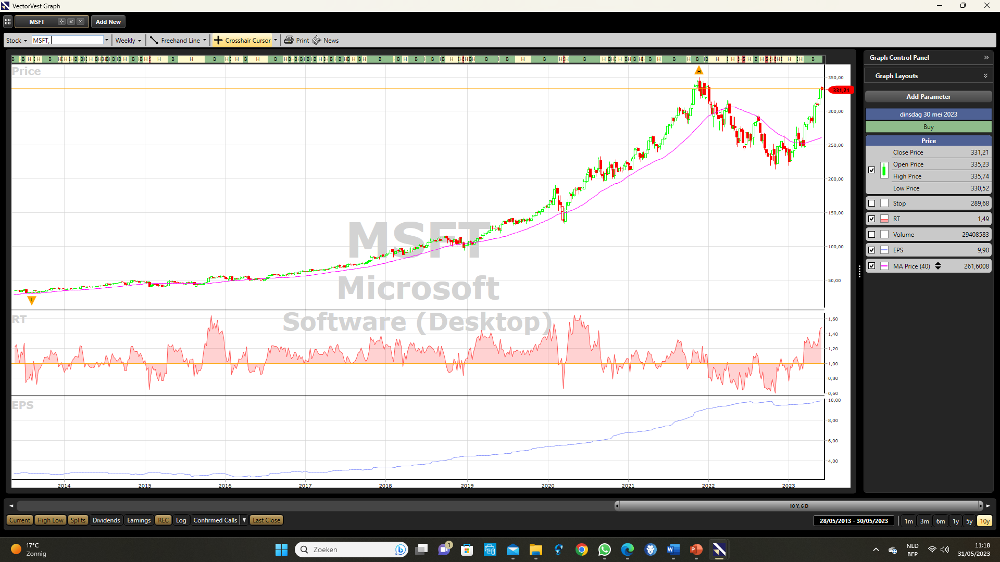 VectorVest Graph
MSFT
Add New
Stock
MSFT,
Weekly
Freehand Line
Crosshair Cursor
Print
News
Price
H
L
350,00
331,21
300,00
250,00
200,00
150,00
100,00
50,00
MSFT
Microsoft
Software (Desktop)
RT
1,60
1,40
1,20
1,00
0,80
0,60
EPS
10,00
8,00
6,00
4,00
2014 2015 2016 2017 2018 2019 2020 2021 2022 2023
Graph Control Panel
Graph Layouts
Add Parameter
dinsdag 30 mei 2023
Buy
Price
Close Price 331,21
Open Price 335,23
High Price 335,74
Low Price 330,52
Stop 289,68
RT 1,49
Volume 29408583
EPS 9,90
MA Price (40) 261,6008
10 Y, 6 D
Current High Low Splits Dividends Earnings REC Log Confirmed Calls Last Close
28/05/2013 - 30/05/2023
1m 3m 6m 1y 5y 10y
17°C
Zonnig
Zoeken
1
NLD
BEP
11:18
31/05/2023